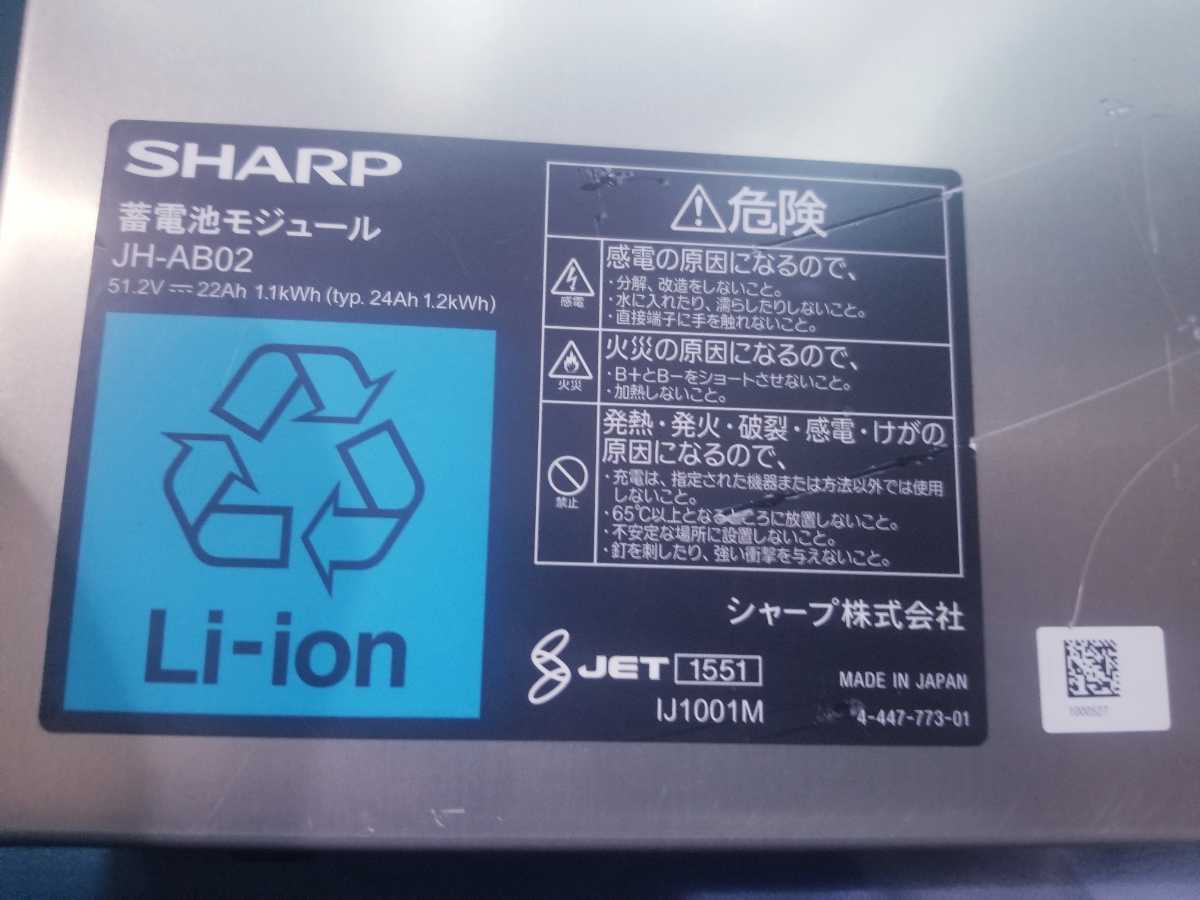 SHARP
蓄電池モジュール
JH-AB02
51.2V ⎓ 22Ah 1.1kWh (typ. 24Ah 1.2kWh)
Li-ion
⚠危険
感電
感電の原因になるので、
・分解、改造をしないこと。
・水に入れたり、濡らしたりしないこと。
・直接端子に手を触れないこと。
火災
火災の原因になるので、
・B+とB-をショートさせないこと。
・加熱しないこと。
禁止
発熱・発火・破裂・感電・けがの
原因になるので、
・充電は、指定された機器または方法以外では使用
しないこと。
・65℃以上となるところに放置しないこと。
・不安定な場所に設置しないこと。
・釘を刺したり、強い衝撃を与えないこと。
シャープ株式会社
JET 1551
IJ1001M
MADE IN JAPAN
4-447-773-01
1000527